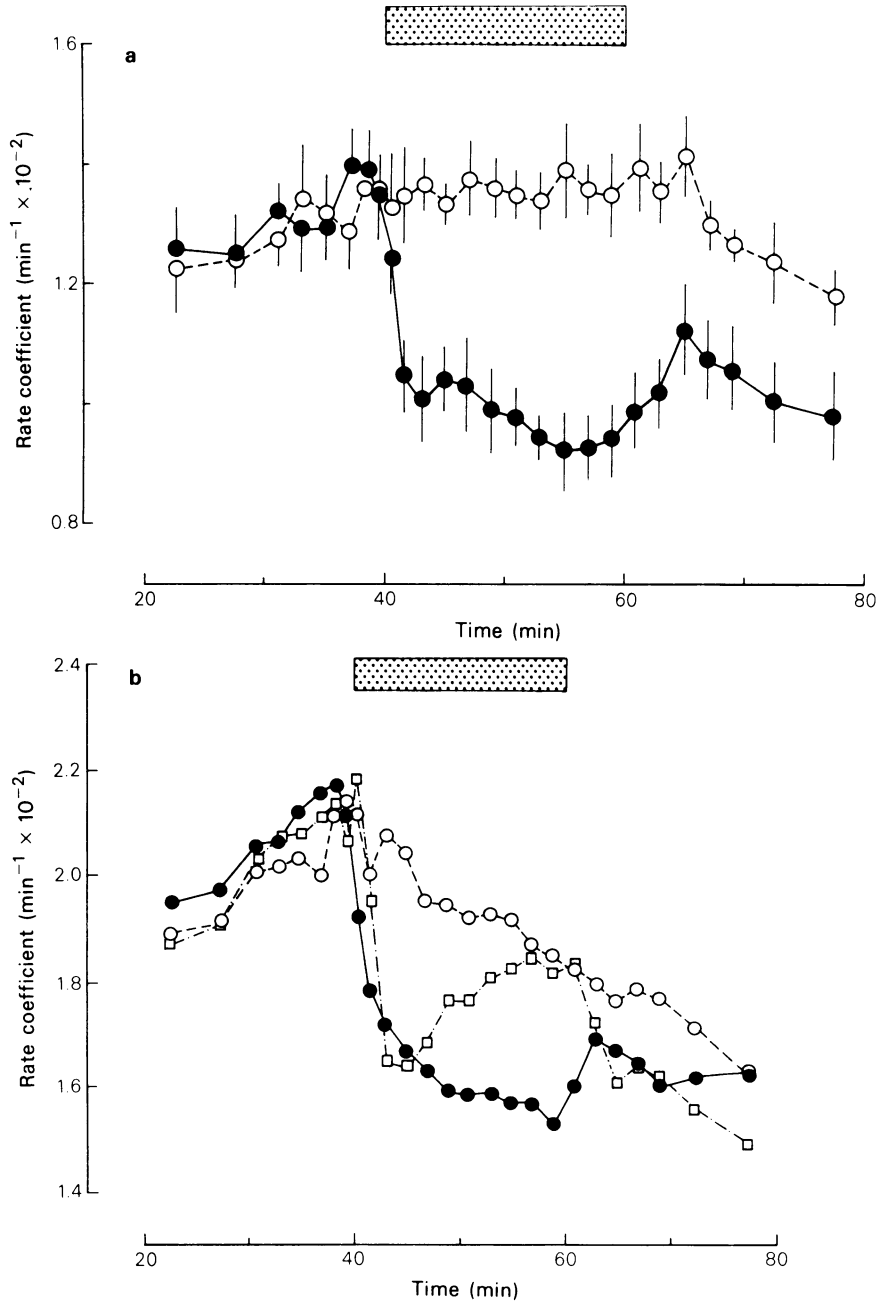 a
1.6
1.2
0.8
Rate coefficient (min⁻¹ × 10⁻²)
20 40 60 80
Time (min)
b
2.4
2.2
2.0
1.8
1.6
1.4
Rate coefficient (min⁻¹ × 10⁻²)
20 40 60 80
Time (min)